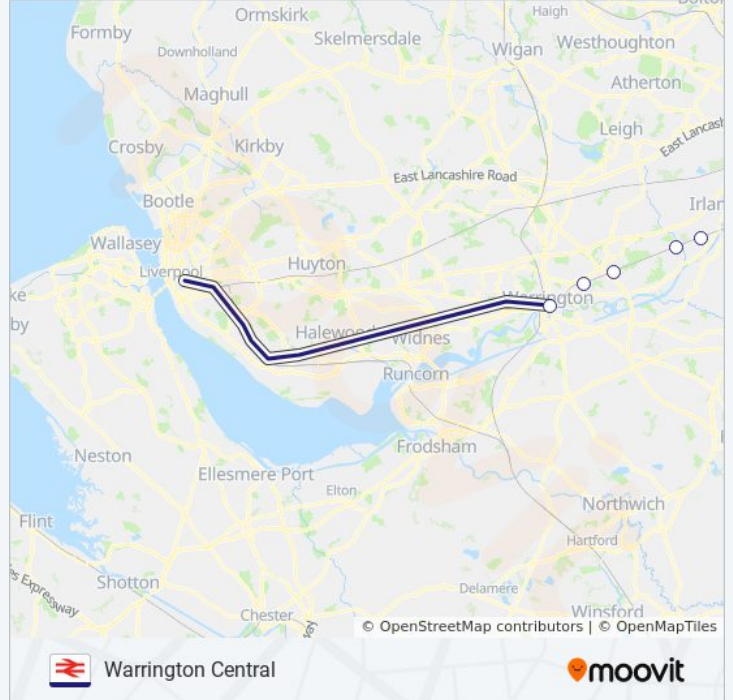 Ormskirk
Haigh
Formby
Skelmersdale
Westhoughton
Wigan
Downholland
Atherton
Maghull
Leigh
Crosby
Kirkby
East Lancashire Road
East Lancash
Bootle
Irlar
Wallasey
Huyton
Liverpool
Warrington
ke
by
Halewood
Widnes
Runcorn
Frodsham
Neston
Ellesmere Port
Elton
Northwich
Flint
Hartford
es Expressway
Shotton
Delamere
Winsford
Chester
© OpenStreetMap contributors | © OpenMapTiles
Warrington Central
moovit